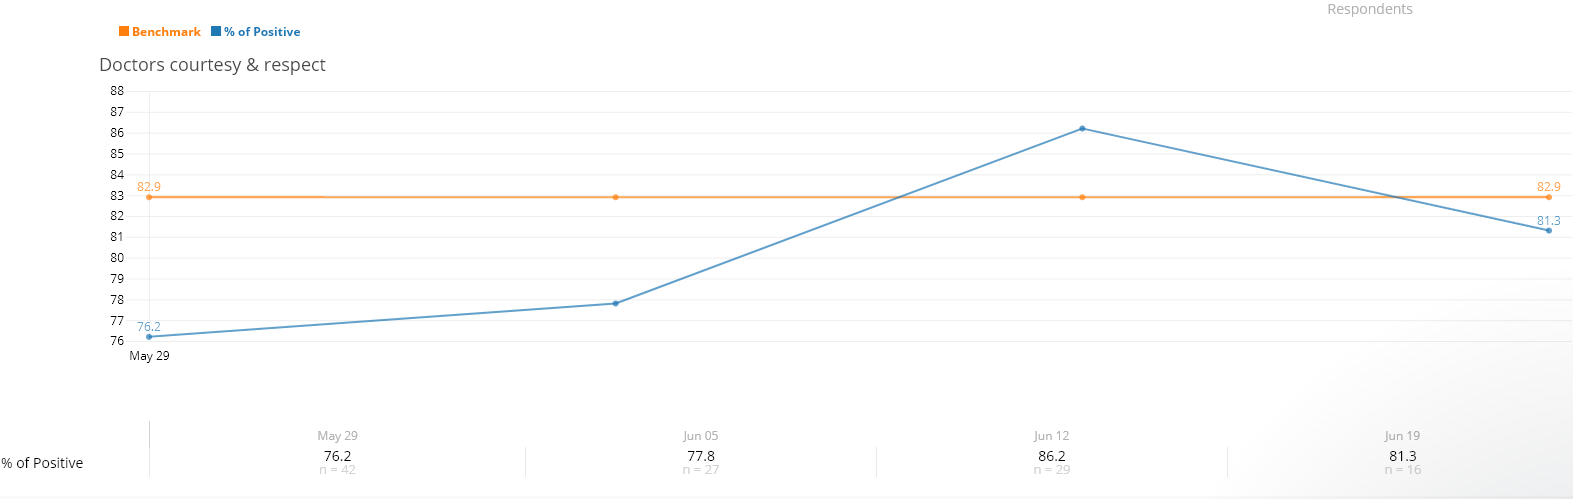 Respondents
Benchmark % of Positive
Doctors courtesy & respect
88
87
86
85
84
83
82
81
80
79
78
77
76
82.9
82.9
81.3
76.2
May 29
May 29 Jun 05 Jun 12 Jun 19
% of Positive 76.2 77.8 86.2 81.3
n = 42 n = 27 n = 29 n = 16